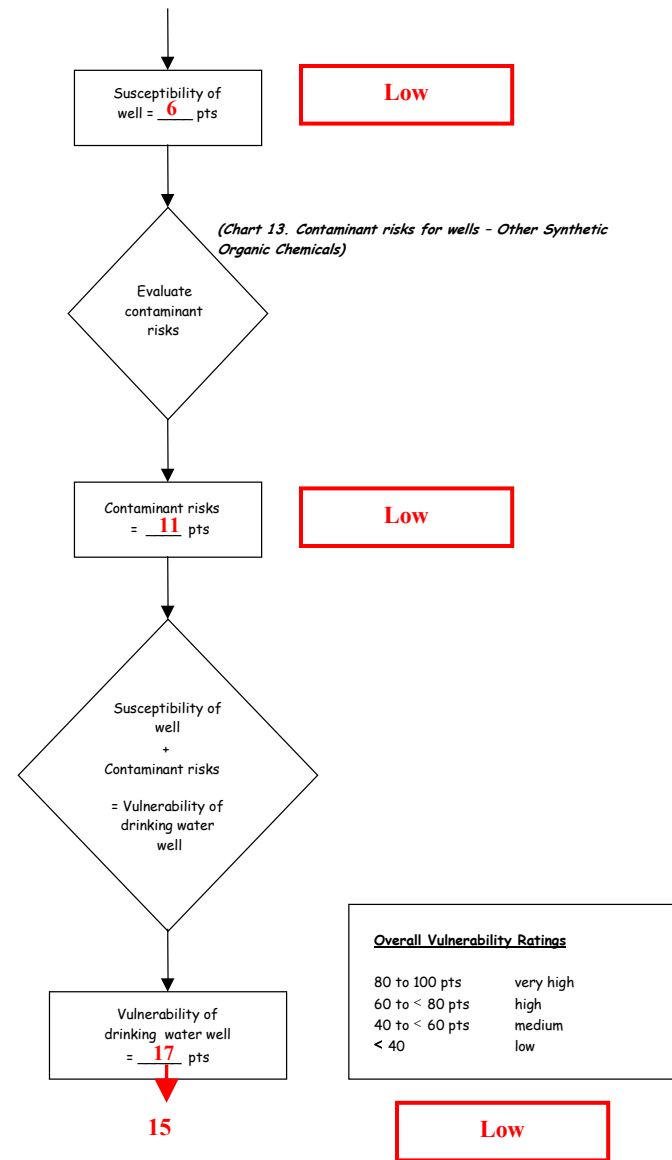 Susceptibility of
well = 6 pts
Low
(Chart 13. Contaminant risks for wells – Other Synthetic
Organic Chemicals)
Evaluate
contaminant
risks
Contaminant risks
= 11 pts
Low
Susceptibility of
well
+
Contaminant risks
= Vulnerability of
drinking water
well
Overall Vulnerability Ratings
80 to 100 pts very high
60 to < 80 pts high
40 to < 60 pts medium
< 40 low
Vulnerability of
drinking water well
= 17 pts
15
Low